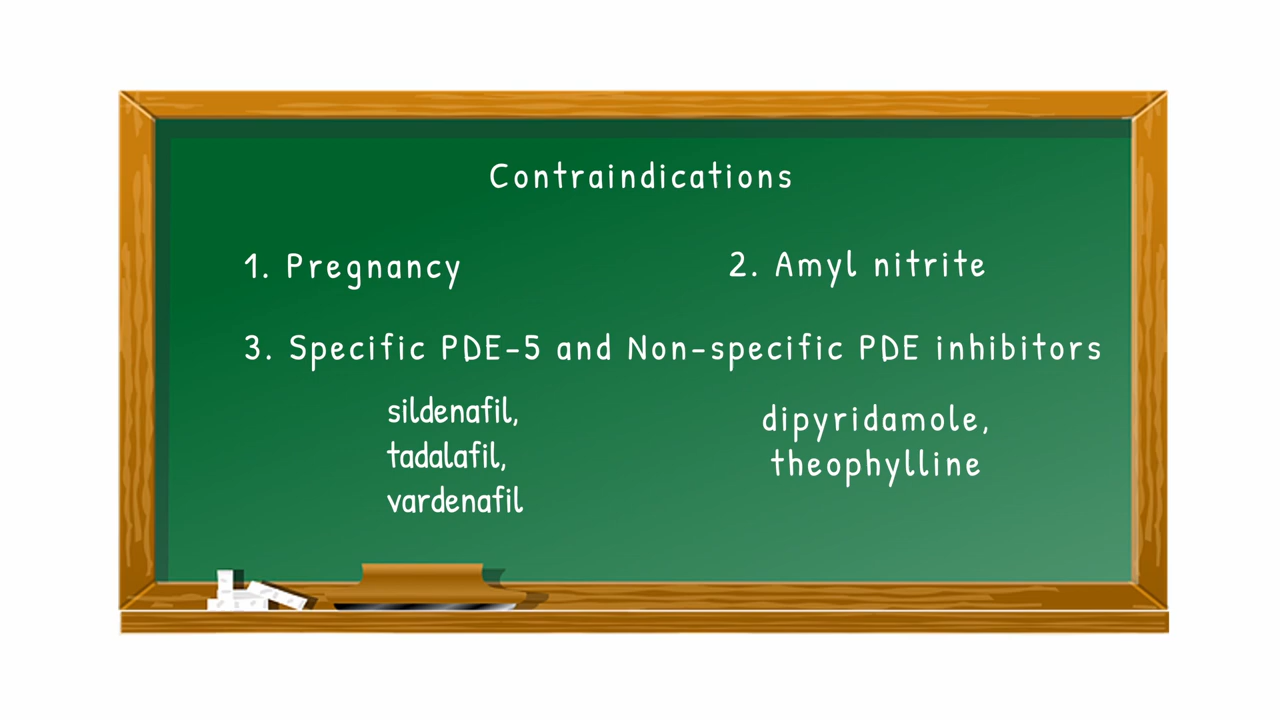 Contraindications
1. Pregnancy
2. Amyl nitrite
3. Specific PDE-5 and Non-specific PDE inhibitors
sildenafil,
tadalafil,
vardenafil
dipyridamole,
theophylline